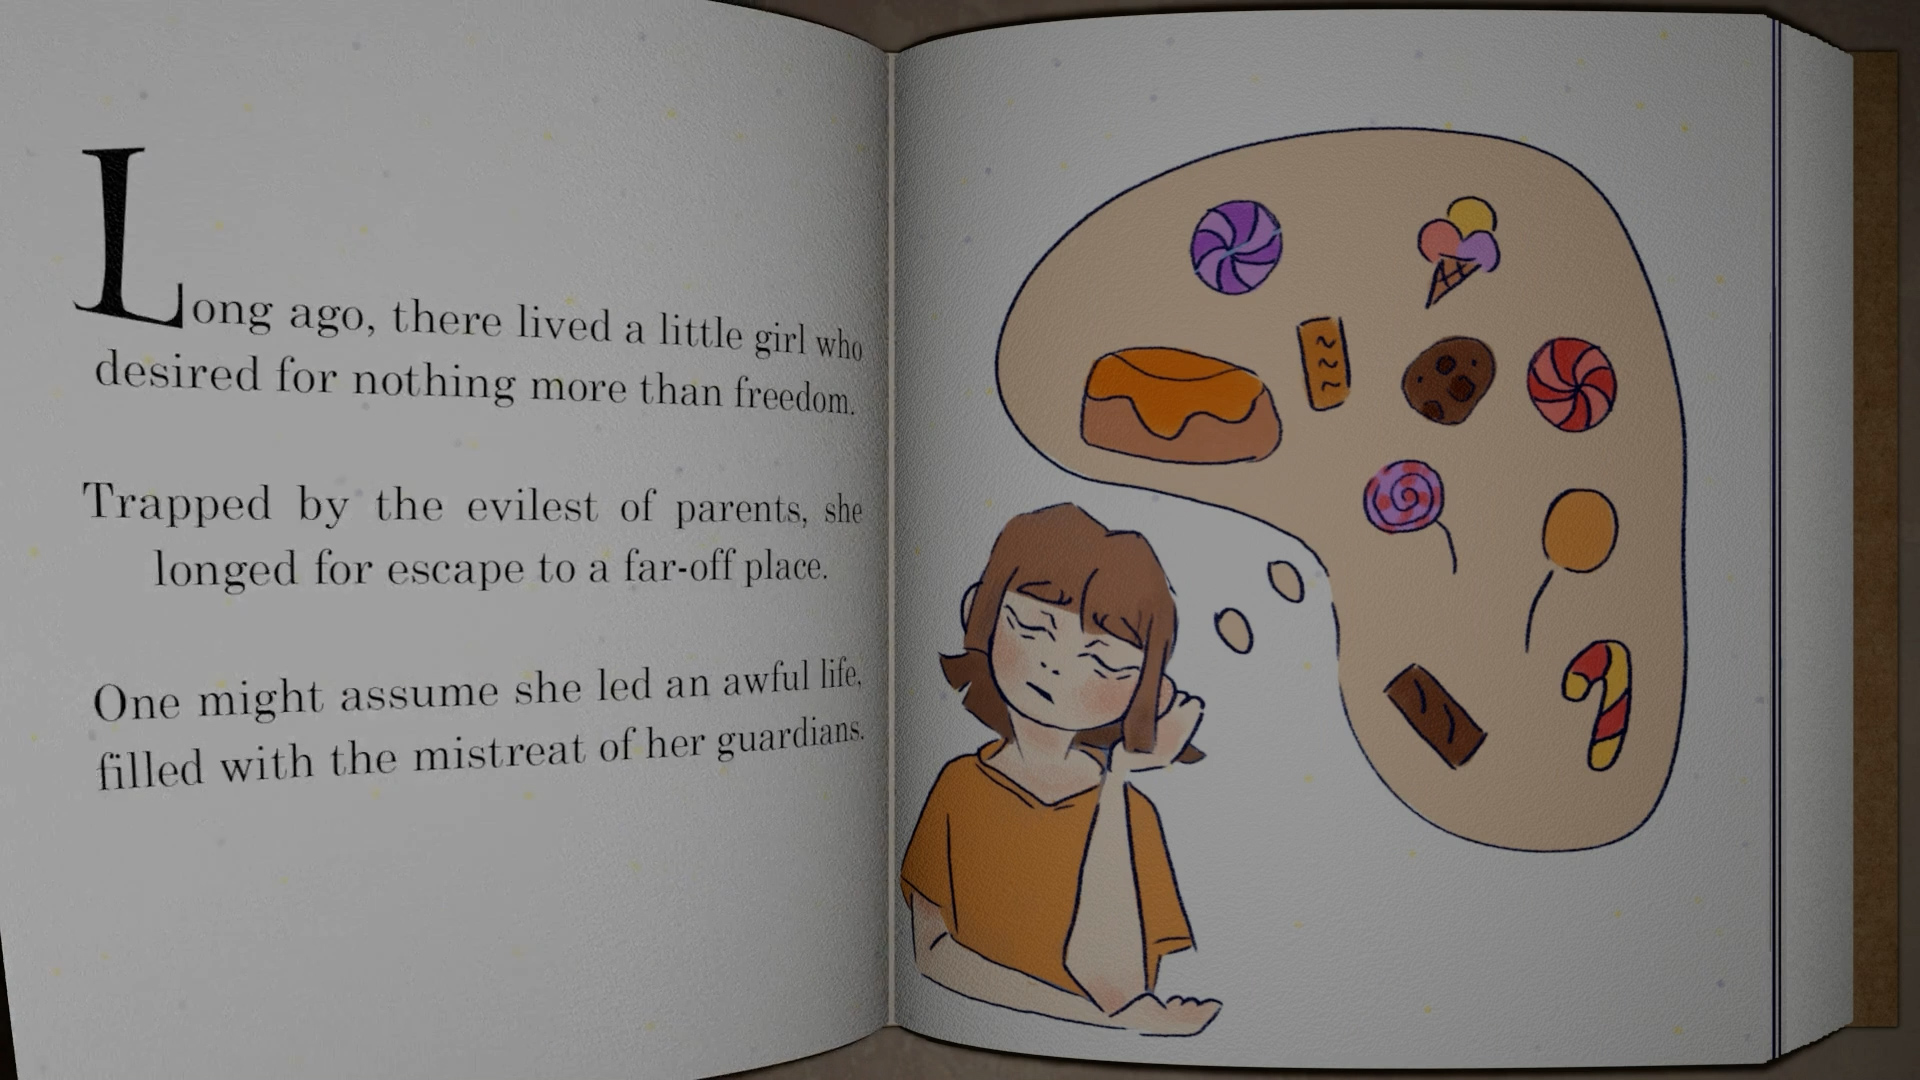 Long ago, there lived a little girl who
desired for nothing more than freedom.
Trapped by the evilest of parents, she
longed for escape to a far-off place.
One might assume she led an awful life,
filled with the mistreat of her guardians.